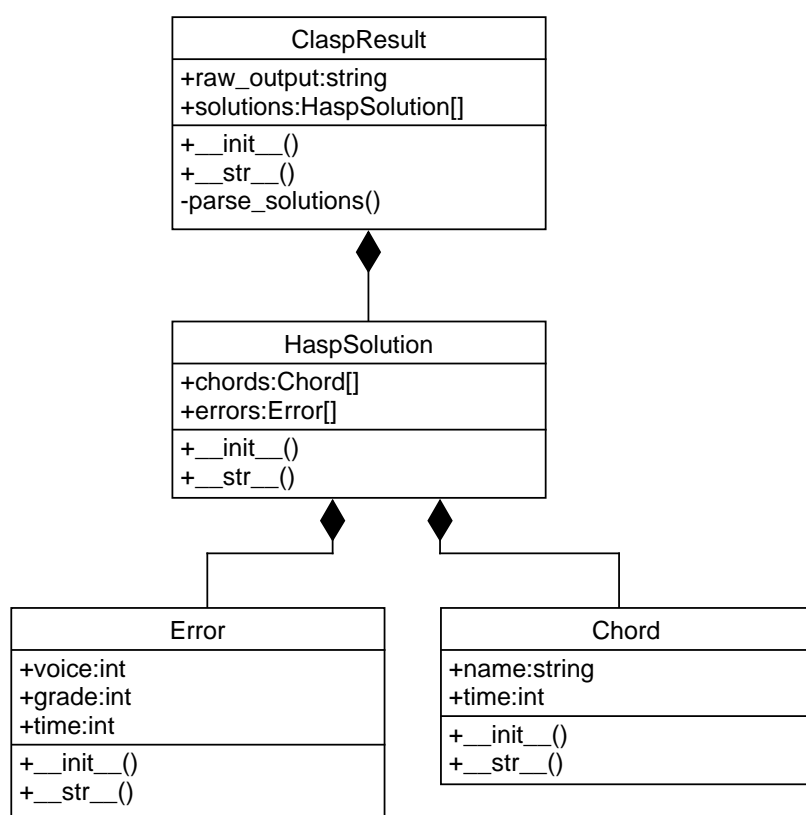 ClaspResult
+raw_output:string
+solutions:HaspSolution[]
+__init__()
+__str__()
-parse_solutions()
HaspSolution
+chords:Chord[]
+errors:Error[]
+__init__()
+__str__()
Error
+voice:int
+grade:int
+time:int
+__init__()
+__str__()
Chord
+name:string
+time:int
+__init__()
+__str__()